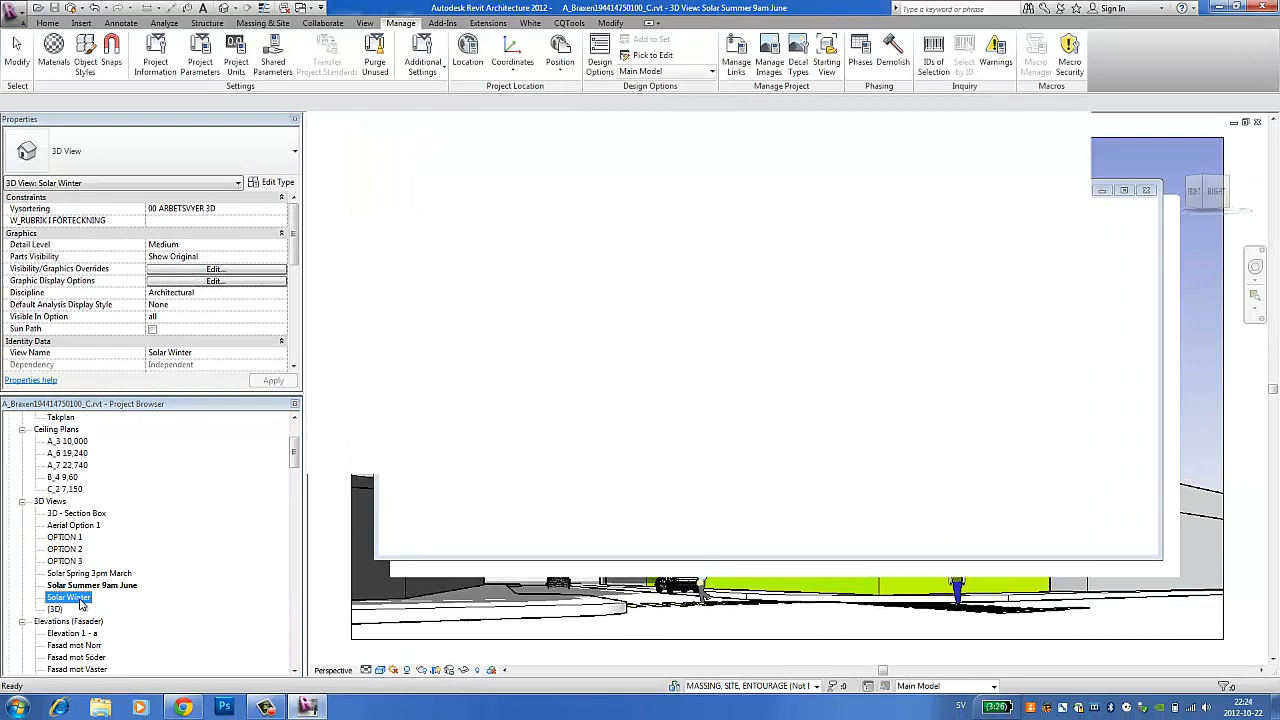 Autodesk Revit Architecture 2012 - A_Braxen194414750100_C.rvt - 3D View: Solar Summer 9am June
Type a keyword or phrase
Sign In
Home Insert Annotate Analyze Structure Massing & Site Collaborate View Manage Add-Ins Extensions White CQTools Modify
Modify Materials Object Styles Snaps Project Information Project Parameters Project Units Shared Parameters Transfer Project Standards Purge Unused Additional Settings Location Coordinates Position Design Options Add to Set
Pick to Edit
Main Model
Manage Links Manage Images Decal Types Starting View Phases Demolish IDs of Selection Select by ID Warnings Macro Manager Macro Security
Select Settings Project Location Design Options Manage Project Phasing Inquiry Macros
Properties
3D View
3D View: Solar Winter
Edit Type
Constraints
Vysortering 00 ARBETSVYER 3D
W_RUBRIK I FÖRTECKNING
Graphics
Detail Level Medium
Parts Visibility Show Original
Visibility/Graphics Overrides Edit...
Graphic Display Options Edit...
Discipline Architectural
Default Analysis Display Style None
Visible In Option all
Sun Path
Identity Data
View Name Solar Winter
Dependency Independent
Properties help Apply
A_Braxen194414750100_C.rvt - Project Browser
Takplan
Ceiling Plans
A_3 10,000
A_6 19,240
A_7 22,740
B_4 9,60
C_2 7,150
3D Views
3D - Section Box
Aerial Option 1
OPTION 1
OPTION 2
OPTION 3
Solar Spring 3pm March
Solar Summer 9am June
Solar Winter
{3D}
Elevations (Fasader)
Elevation 1 - a
Fasad mot Norr
Fasad mot Söder
Fasad mot Väster
FRONT RIGHT
Perspective
Ready
MASSING, SITE, ENTOURAGE (Not I
:0
Main Model
:0
SV
(3:26)
22:24
2012-10-22
Ps